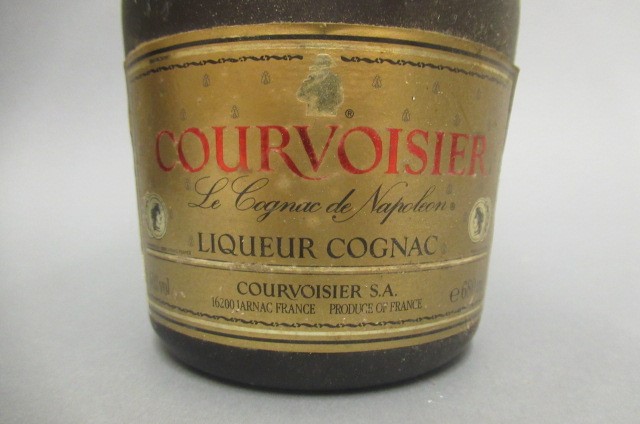 ®
COURVOISIER
Le Cognac de Napoleon
LIQUEUR COGNAC
COURVOISIER S.A.
16200 JARNAC FRANCE PRODUCE OF FRANCE